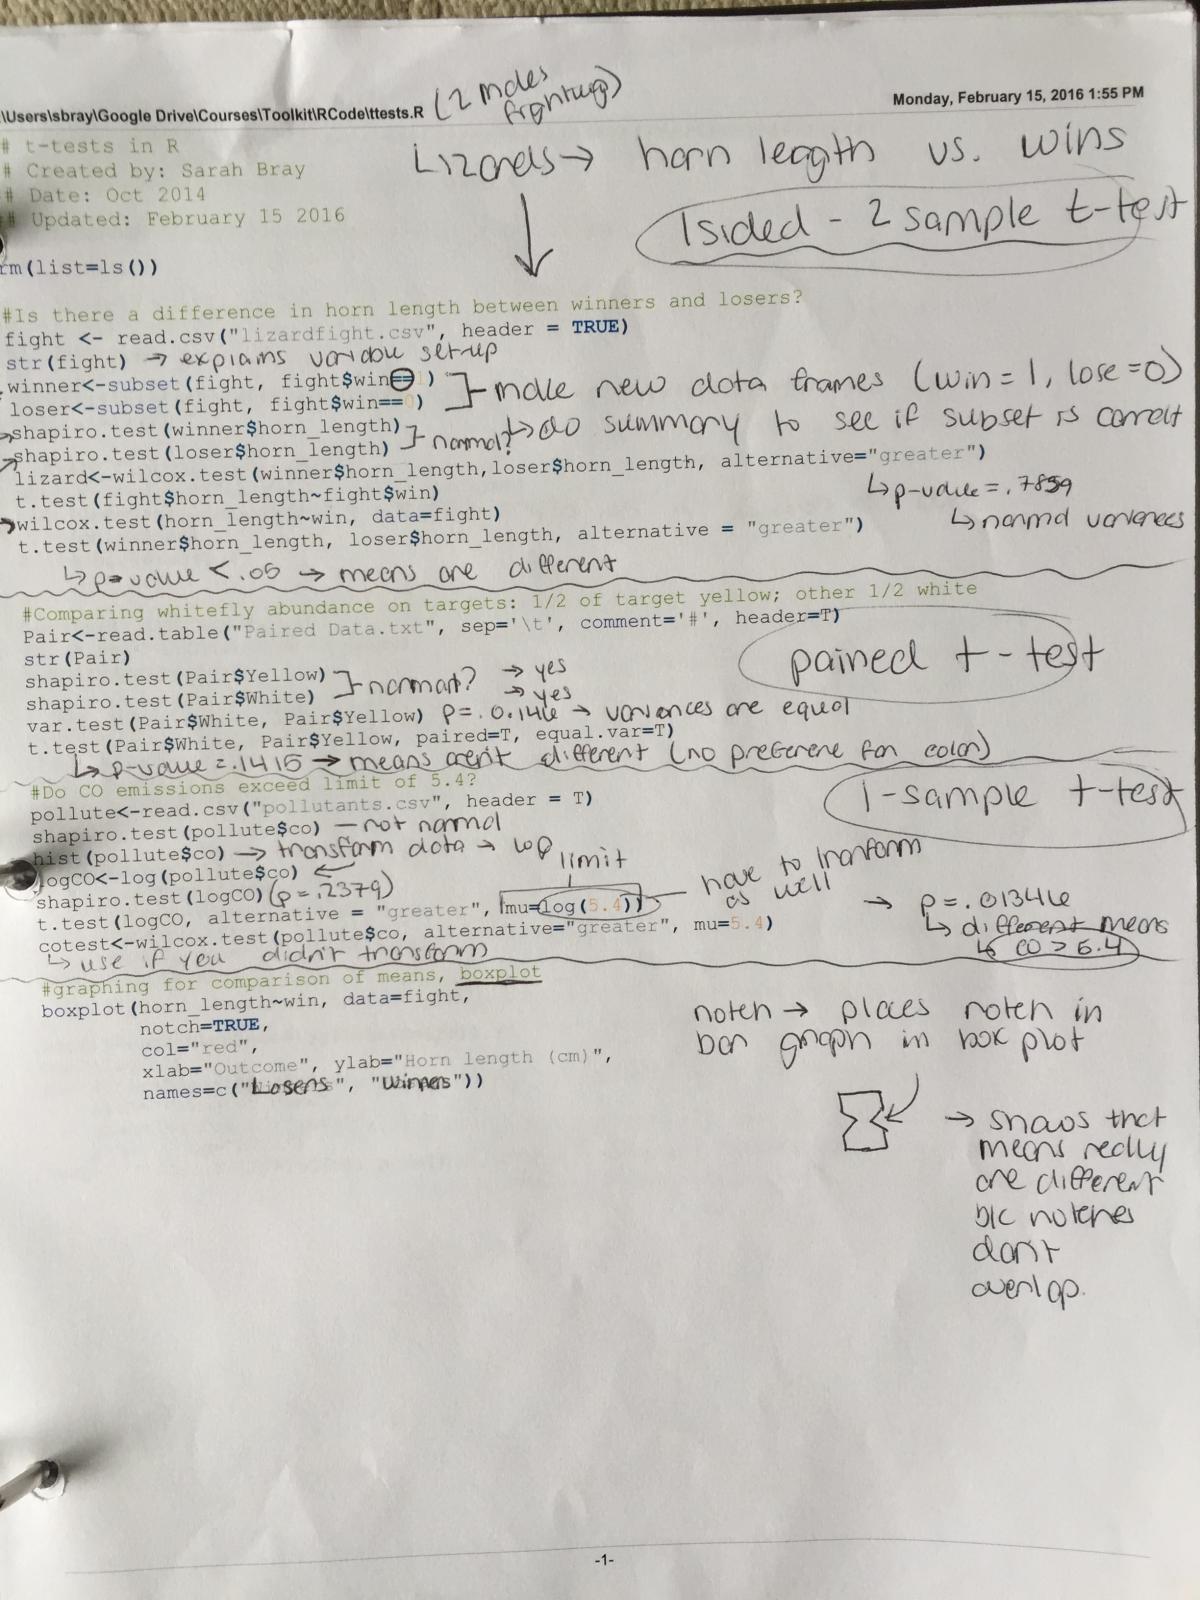 :\Users\sbray\Google Drive\Courses\Toolkit\RCode\ttests.R
(2 males fighting)
Monday, February 15, 2016 1:55 PM
# t-tests in R
# Created by: Sarah Bray
# Date: Oct 2014
## Updated: February 15 2016
Lizards → horn length vs. wins
1 sided - 2 sample t-test
rm(list=ls())
#Is there a difference in horn length between winners and losers?
fight <- read.csv("lizardfight.csv", header = TRUE)
str(fight) → explains variable set-up
winner<-subset(fight, fight$win==1)
loser<-subset(fight, fight$win==0)
make new data frames (win=1, lose=0)
↳ do summary to see if subset is correct
shapiro.test(winner$horn_length)
shapiro.test(loser$horn_length)
normal?
lizard<-wilcox.test(winner$horn_length,loser$horn_length, alternative="greater")
t.test(fight$horn_length~fight$win)
↳ p-value = .7859
wilcox.test(horn_length~win, data=fight)
↳ normal variences
t.test(winner$horn_length, loser$horn_length, alternative = "greater")
↳ p-value < .05 → means are different
#Comparing whitefly abundance on targets: 1/2 of target yellow; other 1/2 white
Pair<-read.table("Paired Data.txt", sep='\t', comment='#', header=T)
paired t-test
str(Pair)
shapiro.test(Pair$Yellow)
shapiro.test(Pair$White)
normal?
→ yes
→ yes
var.test(Pair$White, Pair$Yellow) p=.0.146 → variances are equal
t.test(Pair$White, Pair$Yellow, paired=T, equal.var=T)
↳ p-value = .1415 → means aren't different (no preference for color)
#Do CO emissions exceed limit of 5.4?
1-sample t-test
pollute<-read.csv("pollutants.csv", header = T)
shapiro.test(pollute$co) — not normal
hist(pollute$co) → transform data → log
logCO<-log(pollute$co) ←
limit
have to tranform as well
shapiro.test(logCO) (p=.2379)
t.test(logCO, alternative = "greater", mu=log(5.4))
→ p=.01346
↳ different means
↳ CO > 5.4
cotest<-wilcox.test(pollute$co, alternative="greater", mu=5.4)
↳ use if you didn't transform
#graphing for comparison of means, boxplot
boxplot(horn_length~win, data=fight,
notch=TRUE,
col="red",
xlab="Outcome", ylab="Horn length (cm)",
names=c("Losers", "Winners"))
notch → places notch in
bar graph in box plot
→ shows that
means really
are different
b/c notches
don't
overlap.
-1-